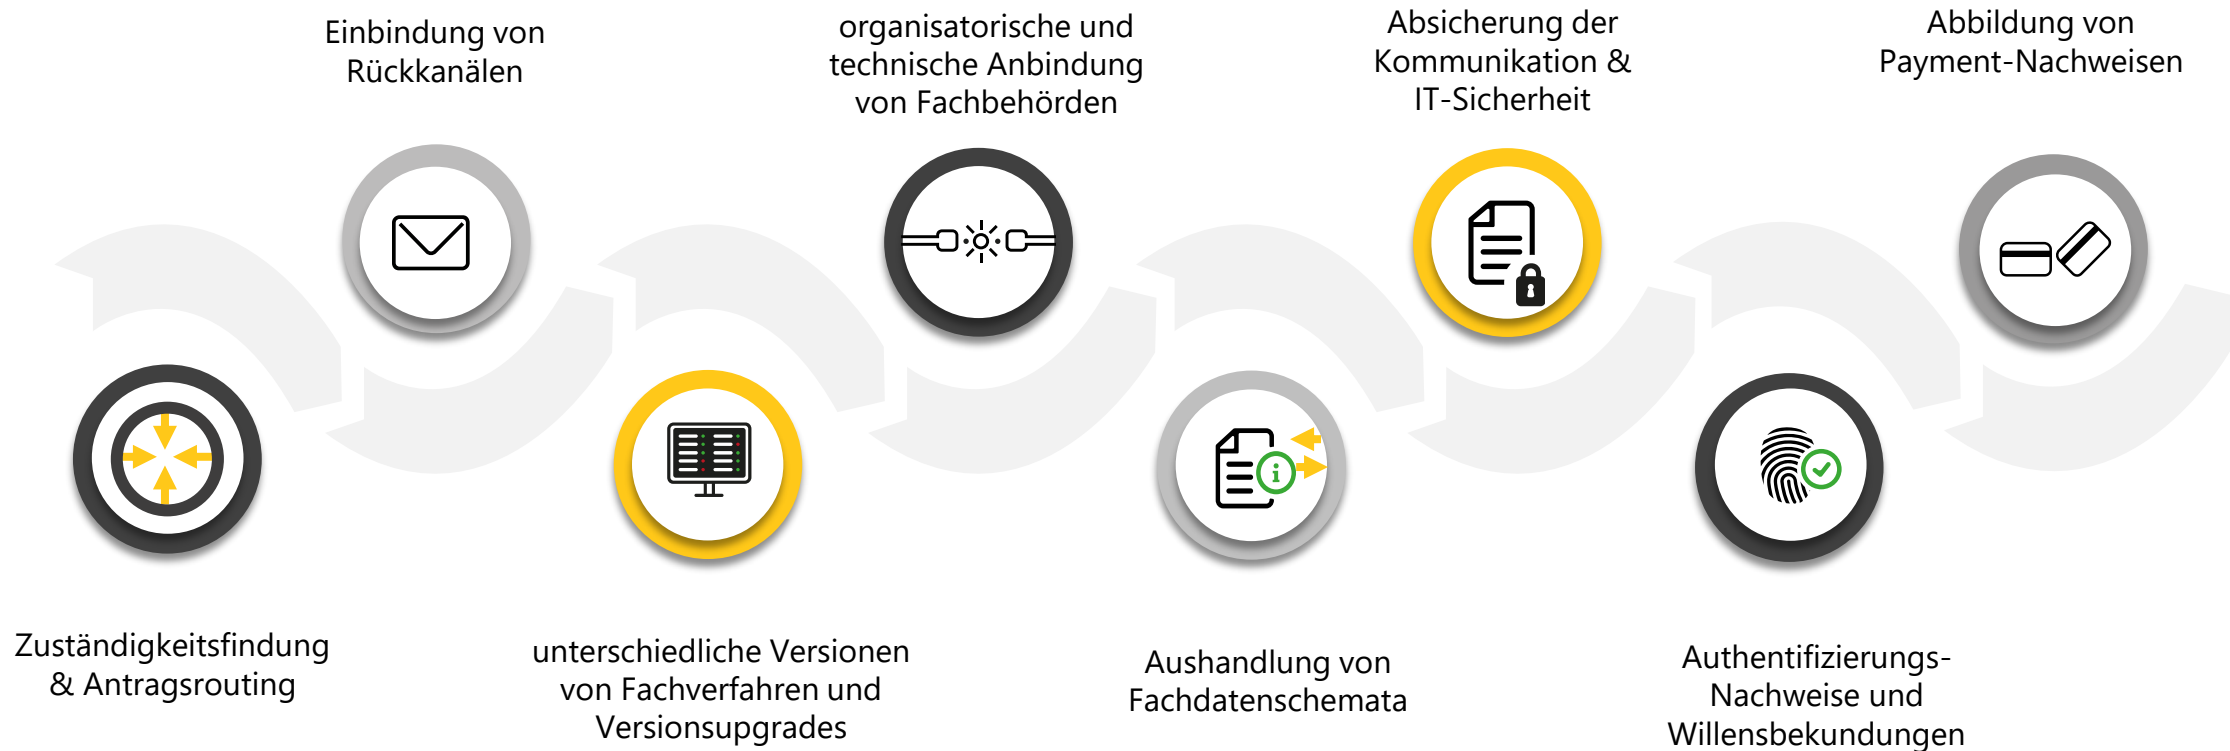 Einbindung von
Rückkanälen
organisatorische und
technische Anbindung
von Fachbehörden
Absicherung der
Kommunikation &
IT-Sicherheit
Abbildung von
Payment-Nachweisen
Zuständigkeitsfindung
& Antragsrouting
unterschiedliche Versionen
von Fachverfahren und
Versionsupgrades
Aushandlung von
Fachdatenschemata
Authentifizierungs-
Nachweise und
Willensbekundungen